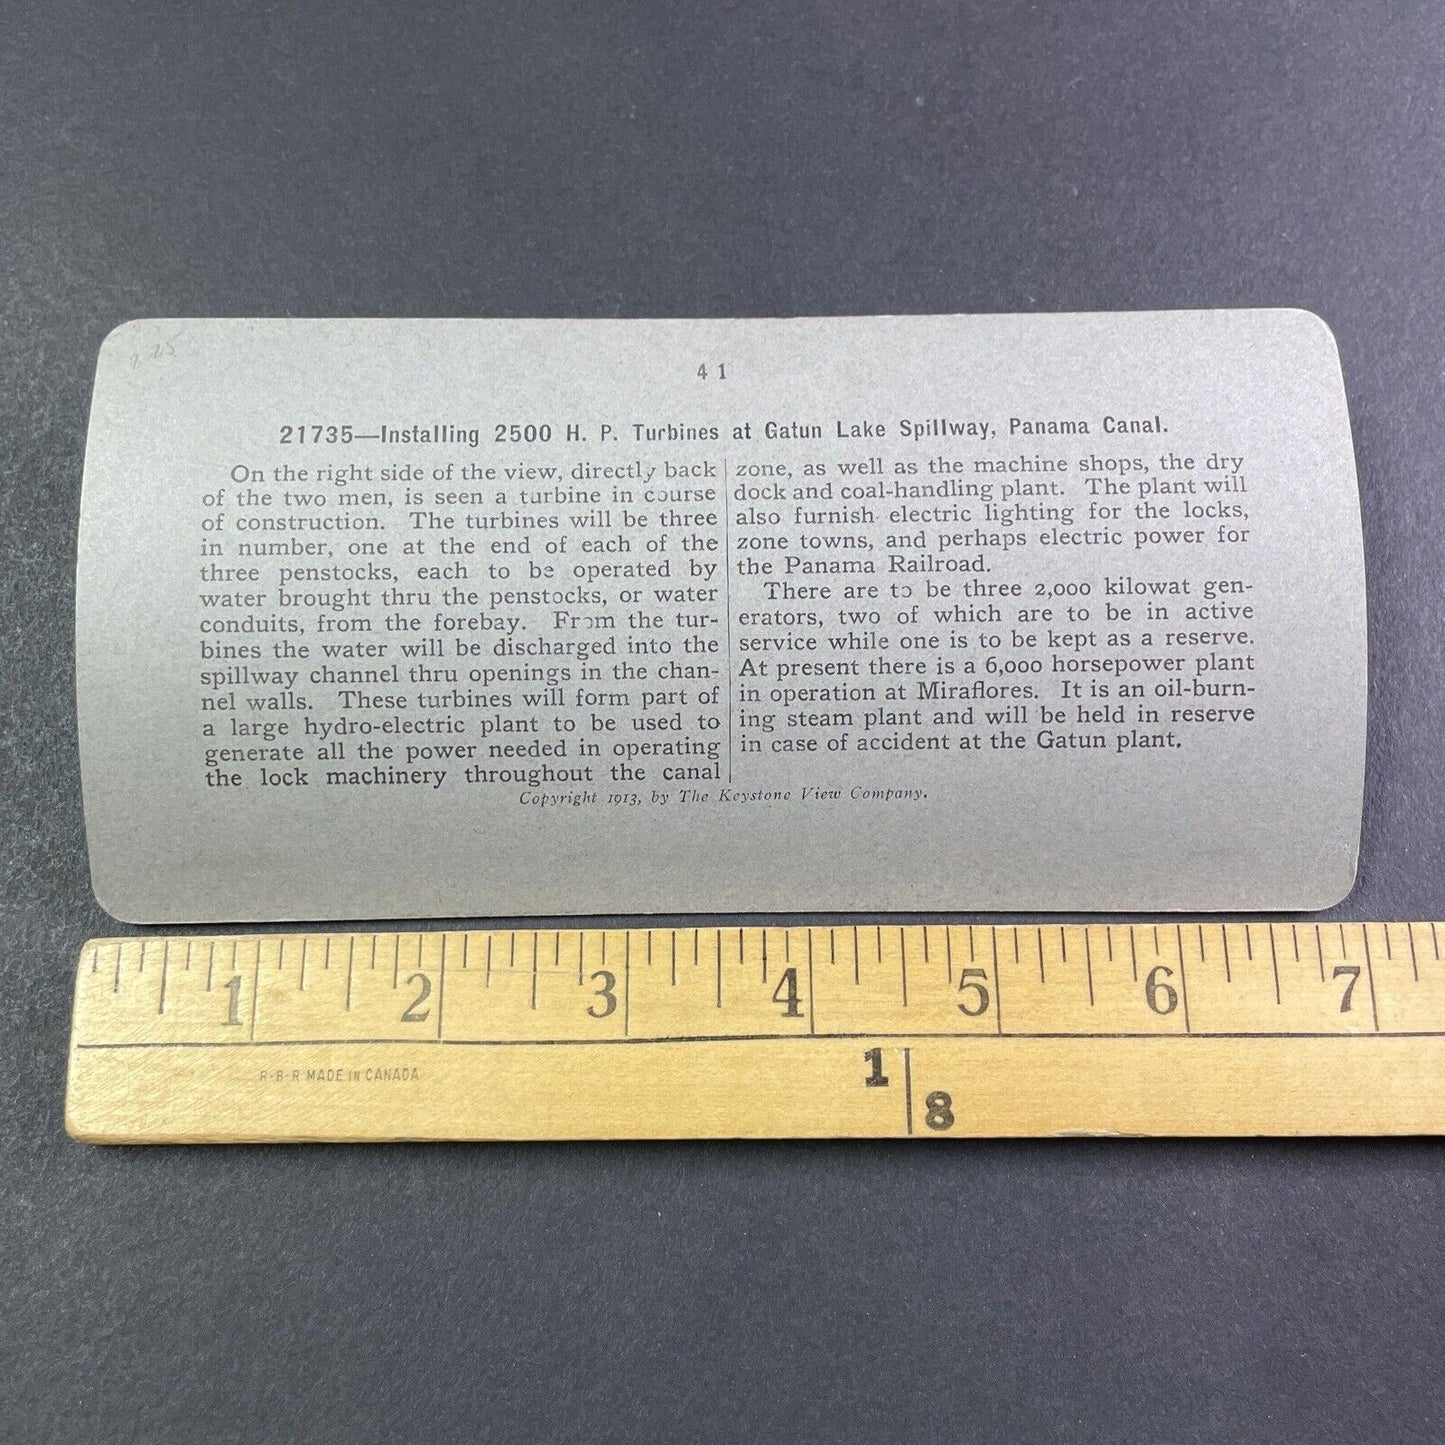 41
21735—Installing 2500 H. P. Turbines at Gatun Lake Spillway, Panama Canal.
On the right side of the view, directly back
of the two men, is seen a turbine in course
of construction. The turbines will be three
in number, one at the end of each of the
three penstocks, each to be operated by
water brought thru the penstocks, or water
conduits, from the forebay. From the tur-
bines the water will be discharged into the
spillway channel thru openings in the chan-
nel walls. These turbines will form part of
a large hydro-electric plant to be used to
generate all the power needed in operating
the lock machinery throughout the canal
zone, as well as the machine shops, the dry
dock and coal-handling plant. The plant will
also furnish electric lighting for the locks,
zone towns, and perhaps electric power for
the Panama Railroad.
There are to be three 2,000 kilowat gen-
erators, two of which are to be in active
service while one is to be kept as a reserve.
At present there is a 6,000 horsepower plant
in operation at Miraflores. It is an oil-burn-
ing steam plant and will be held in reserve
in case of accident at the Gatun plant.
Copyright 1913, by The Keystone View Company.
1 2 3 4 5 6 7
R-B-R MADE IN CANADA
1
8